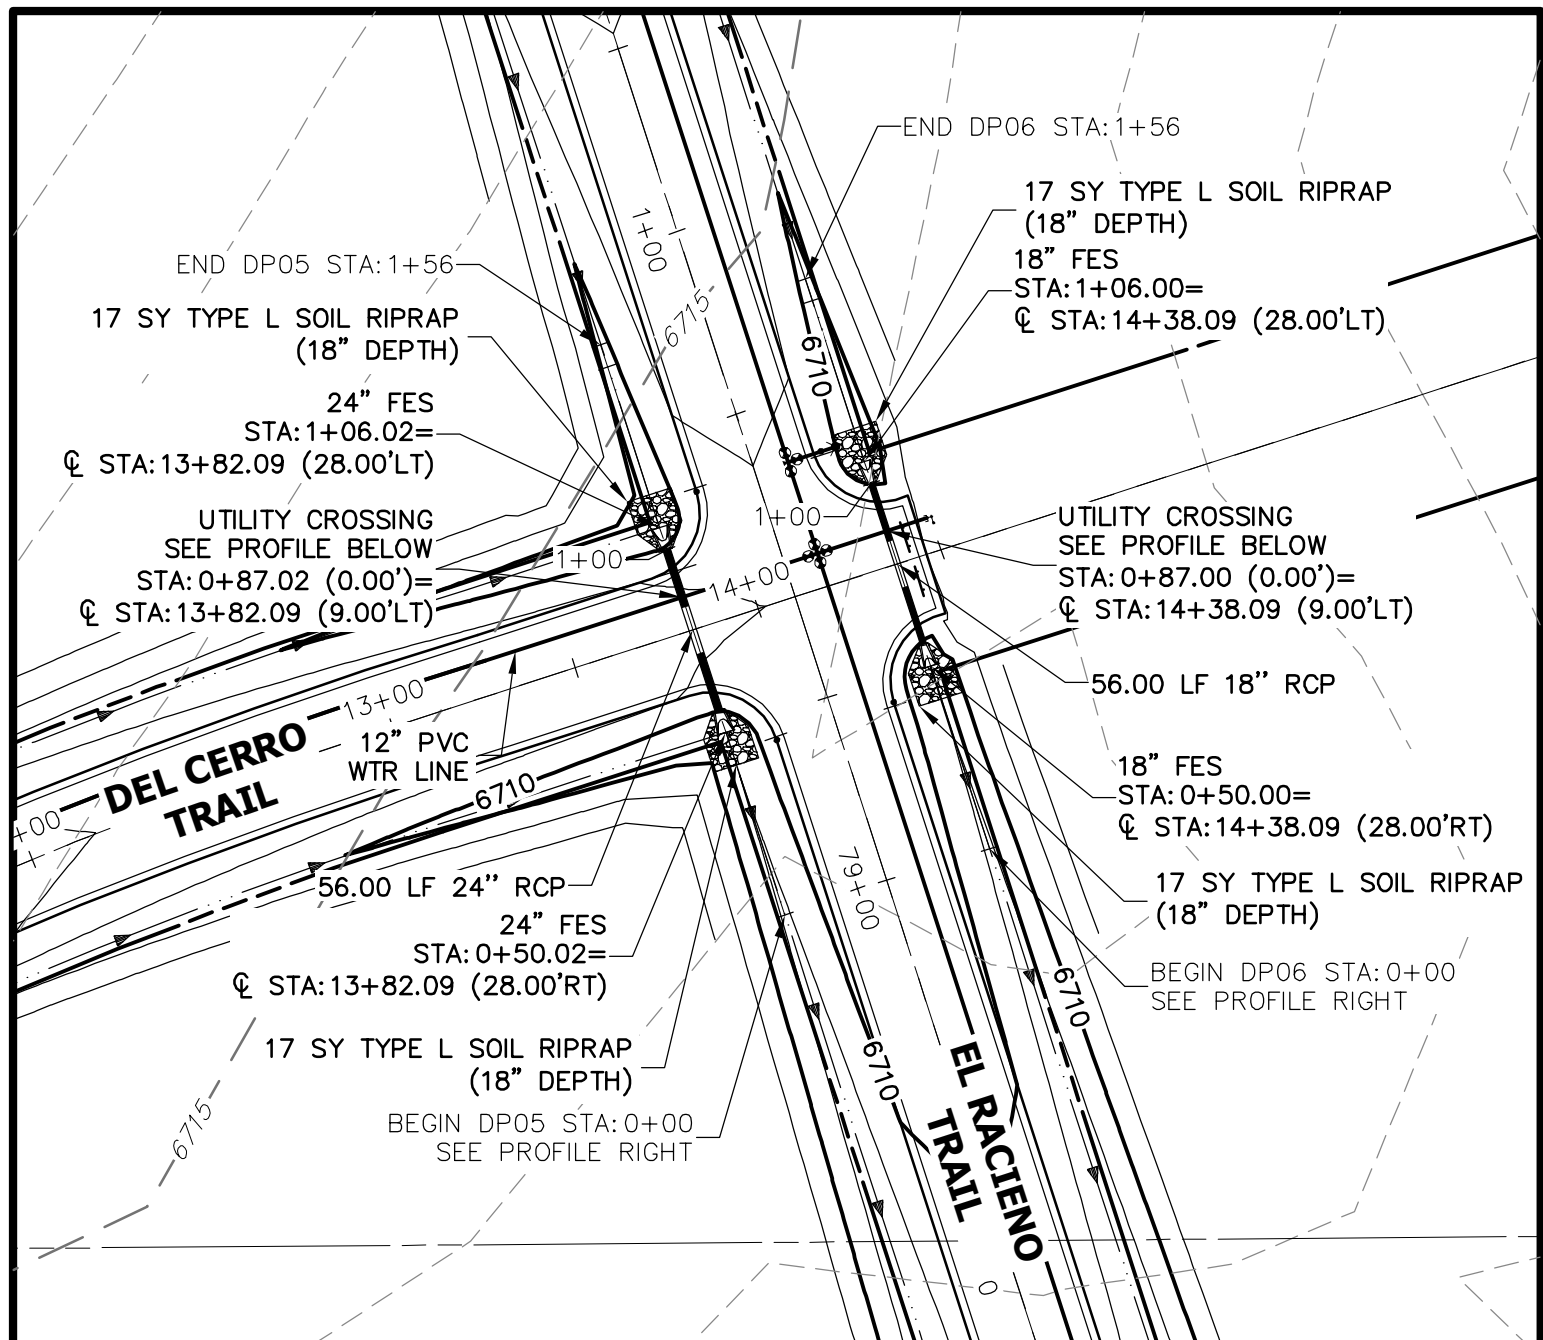 END DP06 STA:1+56
17 SY TYPE L SOIL RIPRAP
(18" DEPTH)
18" FES
STA:1+06.00=
℄ STA:14+38.09 (28.00'LT)
1+00
6715
END DP05 STA:1+56
17 SY TYPE L SOIL RIPRAP
(18" DEPTH)
6710
24" FES
STA:1+06.02=
℄ STA:13+82.09 (28.00'LT)
UTILITY CROSSING
SEE PROFILE BELOW
STA:0+87.02 (0.00')=
℄ STA:13+82.09 (9.00'LT)
1+00
1+00
14+00
UTILITY CROSSING
SEE PROFILE BELOW
STA:0+87.00 (0.00')=
℄ STA:14+38.09 (9.00'LT)
56.00 LF 18" RCP
13+00
12" PVC
WTR LINE
DEL CERRO
TRAIL
+00
6710
18" FES
STA:0+50.00=
℄ STA:14+38.09 (28.00'RT)
56.00 LF 24" RCP
79+00
17 SY TYPE L SOIL RIPRAP
(18" DEPTH)
24" FES
STA:0+50.02=
℄ STA:13+82.09 (28.00'RT)
BEGIN DP06 STA:0+00
SEE PROFILE RIGHT
6710
17 SY TYPE L SOIL RIPRAP
(18" DEPTH)
6710
BEGIN DP05 STA:0+00
SEE PROFILE RIGHT
6715
EL RACIENO
TRAIL
0